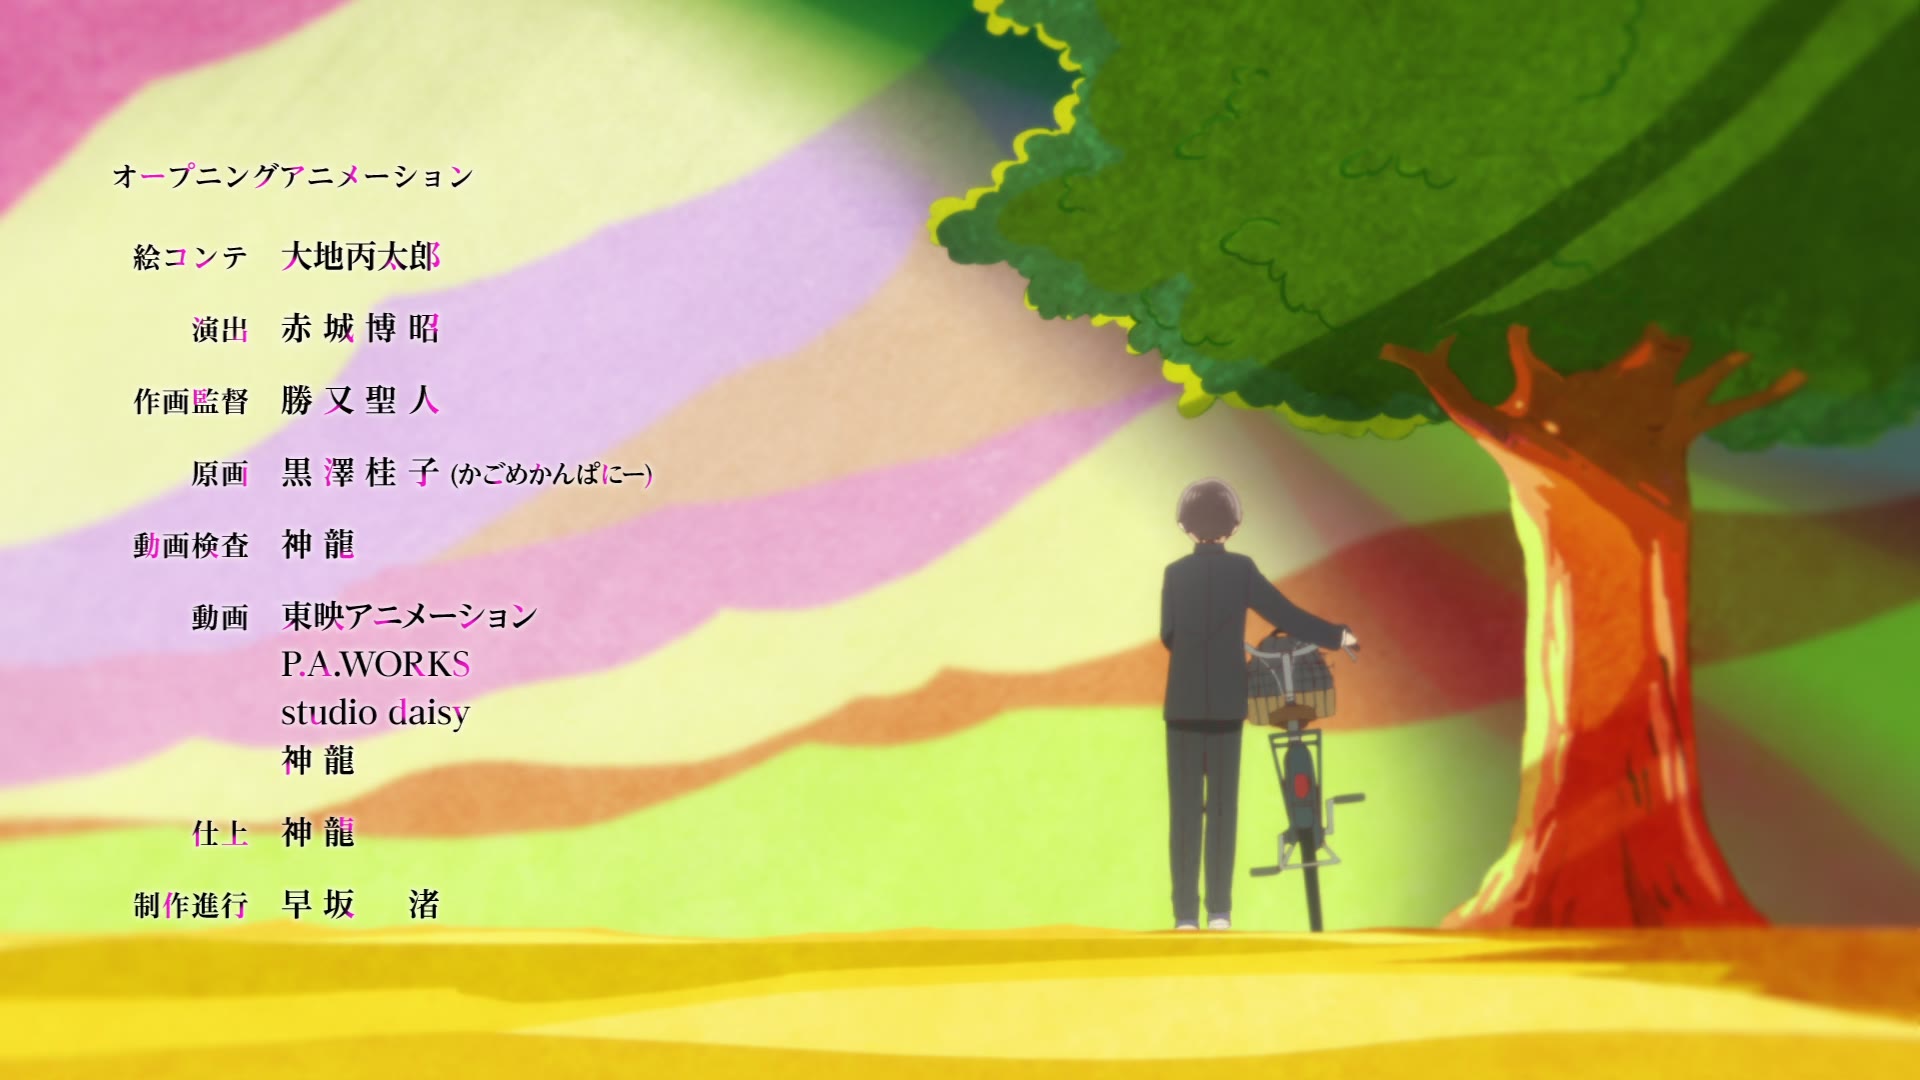 オープニングアニメーション
絵コンテ 大地丙太郎
演出 赤城博昭
作画監督 勝又聖人
原画 黒澤桂子(かごめかんぱにー)
動画検査 神龍
動画 東映アニメーション
P.A.WORKS
studio daisy
神龍
仕上 神龍
制作進行 早坂 渚